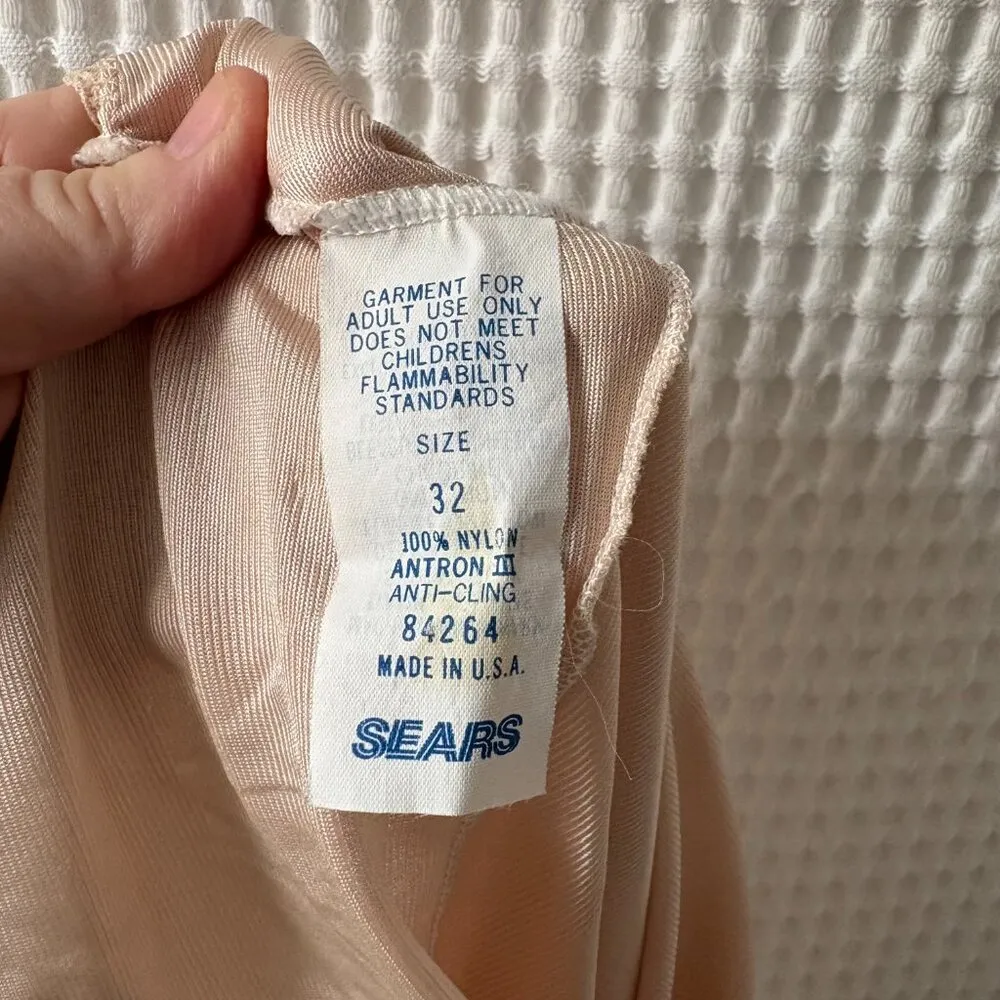 GARMENT FOR
ADULT USE ONLY
DOES NOT MEET
CHILDRENS
FLAMMABILITY
STANDARDS
SIZE
32
100% NYLON
ANTRON III
ANTI-CLING
84264
MADE IN U.S.A.
SEARS